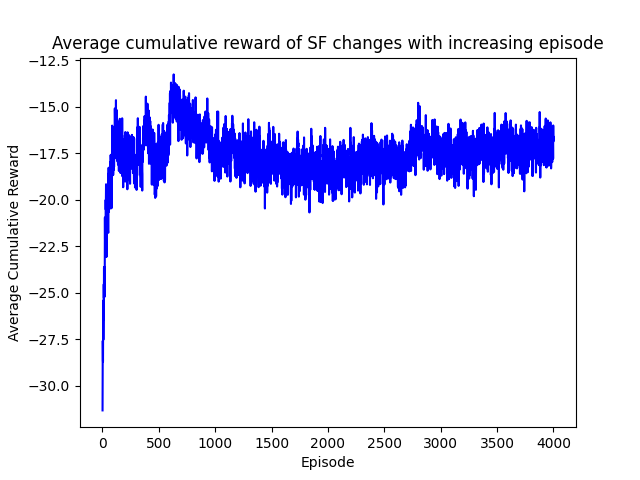 Average cumulative reward of SF changes with increasing episode
−12.5
−15.0
−17.5
−20.0
−22.5
−25.0
−27.5
−30.0
Average Cumulative Reward
0 500 1000 1500 2000 2500 3000 3500 4000
Episode